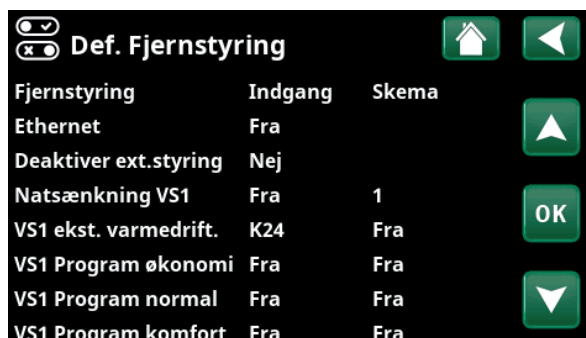 Def. Fjernstyring
Fjernstyring Indgang Skema
Ethernet Fra
Deaktiver ext.styring Nej
Natsænkning VS1 Fra 1
VS1 ekst. varmedrift. K24 Fra
VS1 Program økonomi Fra Fra
VS1 Program normal Fra Fra
VS1 Program komfort Fra Fra
OK